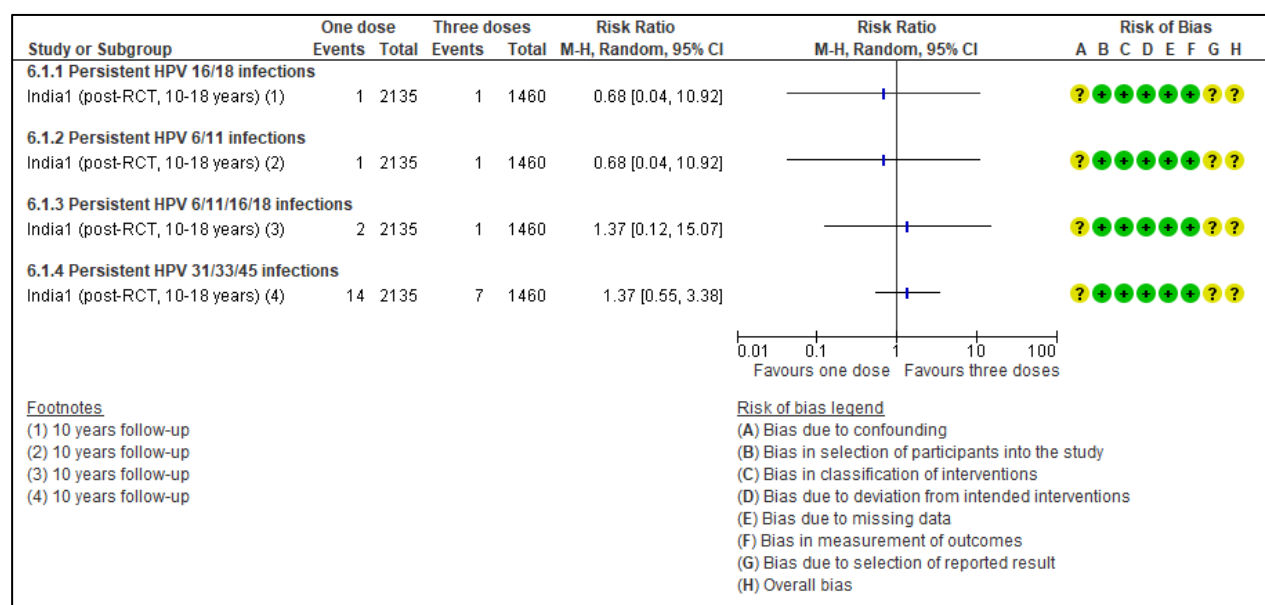 One dose Three doses Risk Ratio Risk Ratio Risk of Bias
Study or Subgroup Events Total Events Total M-H, Random, 95% CI M-H, Random, 95% CI A B C D E F G H
6.1.1 Persistent HPV 16/18 infections
India1 (post-RCT, 10-18 years) (1) 1 2135 1 1460 0.68 [0.04, 10.92] ? + + + + + ? ?
6.1.2 Persistent HPV 6/11 infections
India1 (post-RCT, 10-18 years) (2) 1 2135 1 1460 0.68 [0.04, 10.92] ? + + + + + ? ?
6.1.3 Persistent HPV 6/11/16/18 infections
India1 (post-RCT, 10-18 years) (3) 2 2135 1 1460 1.37 [0.12, 15.07] ? + + + + + ? ?
6.1.4 Persistent HPV 31/33/45 infections
India1 (post-RCT, 10-18 years) (4) 14 2135 7 1460 1.37 [0.55, 3.38] ? + + + + + ? ?
0.01 0.1 1 10 100
Favours one dose Favours three doses
Footnotes
(1) 10 years follow-up
(2) 10 years follow-up
(3) 10 years follow-up
(4) 10 years follow-up
Risk of bias legend
(A) Bias due to confounding
(B) Bias in selection of participants into the study
(C) Bias in classification of interventions
(D) Bias due to deviation from intended interventions
(E) Bias due to missing data
(F) Bias in measurement of outcomes
(G) Bias due to selection of reported result
(H) Overall bias